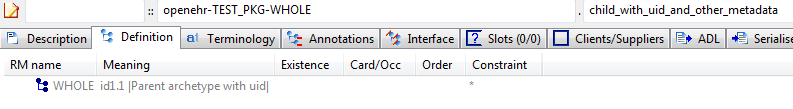 :: openehr-TEST_PKG-WHOLE . child_with_uid_and_other_metadata
Description Definition Terminology Annotations Interface Slots (0/0) Clients/Suppliers ADL Serialise
RM name Meaning Existence Card/Occ Order Constraint
WHOLE id1.1 |Parent archetype with uid| *